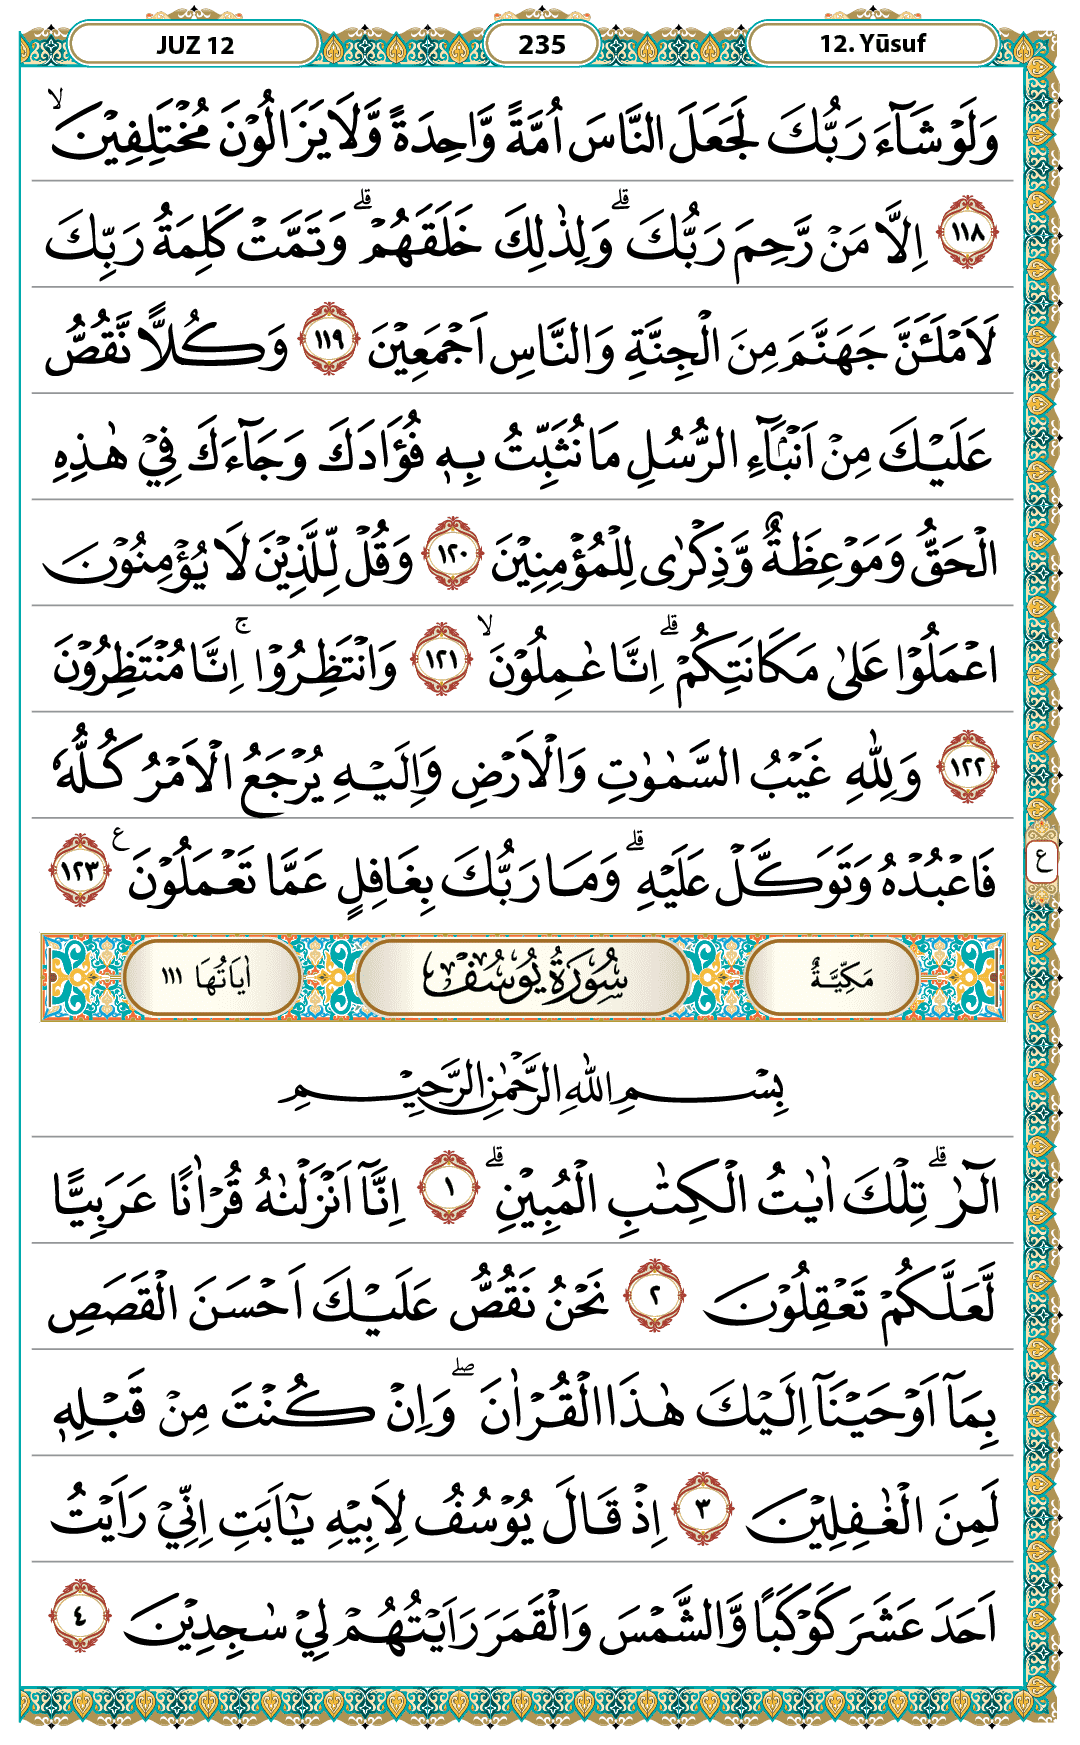 JUZ 12
235
12. Yūsuf
وَلَوْ شَآءَ رَبُّكَ لَجَعَلَ النَّاسَ اُمَّةً وَّاحِدَةً وَّلَا يَزَالُوْنَ مُخْتَلِفِيْنَ ۙ
١١٨ اِلَّا مَنْ رَّحِمَ رَبُّكَ ۗ وَلِذٰلِكَ خَلَقَهُمْ ۗ وَتَمَّتْ كَلِمَةُ رَبِّكَ
لَاَمْلَـَٔنَّ جَهَنَّمَ مِنَ الْجِنَّةِ وَالنَّاسِ اَجْمَعِيْنَ ١١٩ وَكُلًّا نَّقُصُّ
عَلَيْكَ مِنْ اَنْۢبَآءِ الرُّسُلِ مَا نُثَبِّتُ بِهٖ فُؤَادَكَ وَجَآءَكَ فِيْ هٰذِهِ
الْحَقُّ وَمَوْعِظَةٌ وَّذِكْرٰى لِلْمُؤْمِنِيْنَ ١٢٠ وَقُلْ لِّلَّذِيْنَ لَا يُؤْمِنُوْنَ
اعْمَلُوْا عَلٰى مَكَانَتِكُمْ ۗ اِنَّا عٰمِلُوْنَ ۙ ١٢١ وَانْتَظِرُوْا ۚ اِنَّا مُنْتَظِرُوْنَ
١٢٢ وَلِلّٰهِ غَيْبُ السَّمٰوٰتِ وَالْاَرْضِ وَاِلَيْهِ يُرْجَعُ الْاَمْرُ كُلُّهٗ
فَاعْبُدْهُ وَتَوَكَّلْ عَلَيْهِ ۗ وَمَا رَبُّكَ بِغَافِلٍ عَمَّا تَعْمَلُوْنَ ع ١٢٣
ع
مَكِّيَّةٌ
سُوْرَةُ يُوْسُفَ
اٰيَاتُهَا ١١١
بِسْمِ اللّٰهِ الرَّحْمٰنِ الرَّحِيْمِ
الۤرٰ ۗ تِلْكَ اٰيٰتُ الْكِتٰبِ الْمُبِيْنِ ۗ ١ اِنَّآ اَنْزَلْنٰهُ قُرْاٰنًا عَرَبِيًّا
لَّعَلَّكُمْ تَعْقِلُوْنَ ٢ نَحْنُ نَقُصُّ عَلَيْكَ اَحْسَنَ الْقَصَصِ
بِمَآ اَوْحَيْنَآ اِلَيْكَ هٰذَا الْقُرْاٰنَ ۖ وَاِنْ كُنْتَ مِنْ قَبْلِهٖ
لَمِنَ الْغٰفِلِيْنَ ٣ اِذْ قَالَ يُوْسُفُ لِاَبِيْهِ يٰٓاَبَتِ اِنِّيْ رَاَيْتُ
اَحَدَ عَشَرَ كَوْكَبًا وَّالشَّمْسَ وَالْقَمَرَ رَاَيْتُهُمْ لِيْ سٰجِدِيْنَ ٤